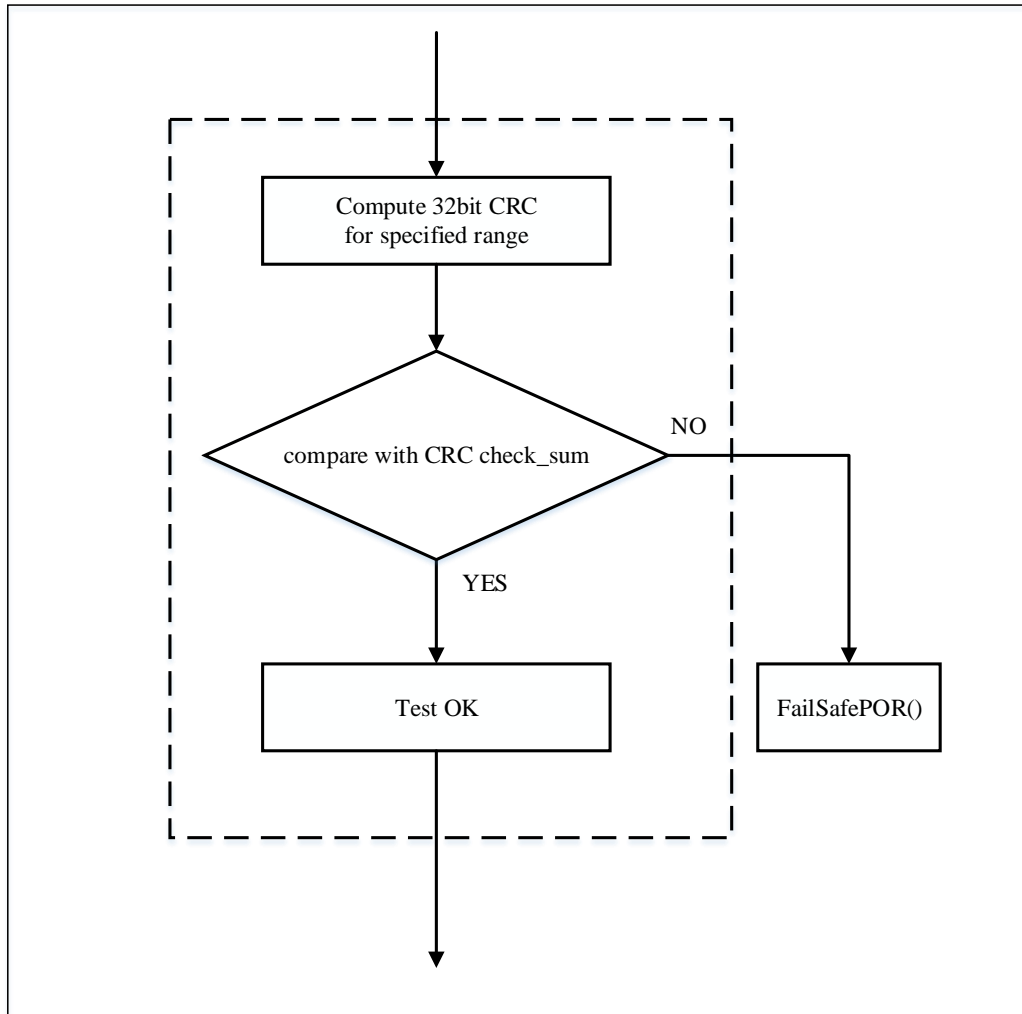 Compute 32bit CRC
for specified range
compare with CRC check_sum
NO
YES
Test OK
FailSafePOR()